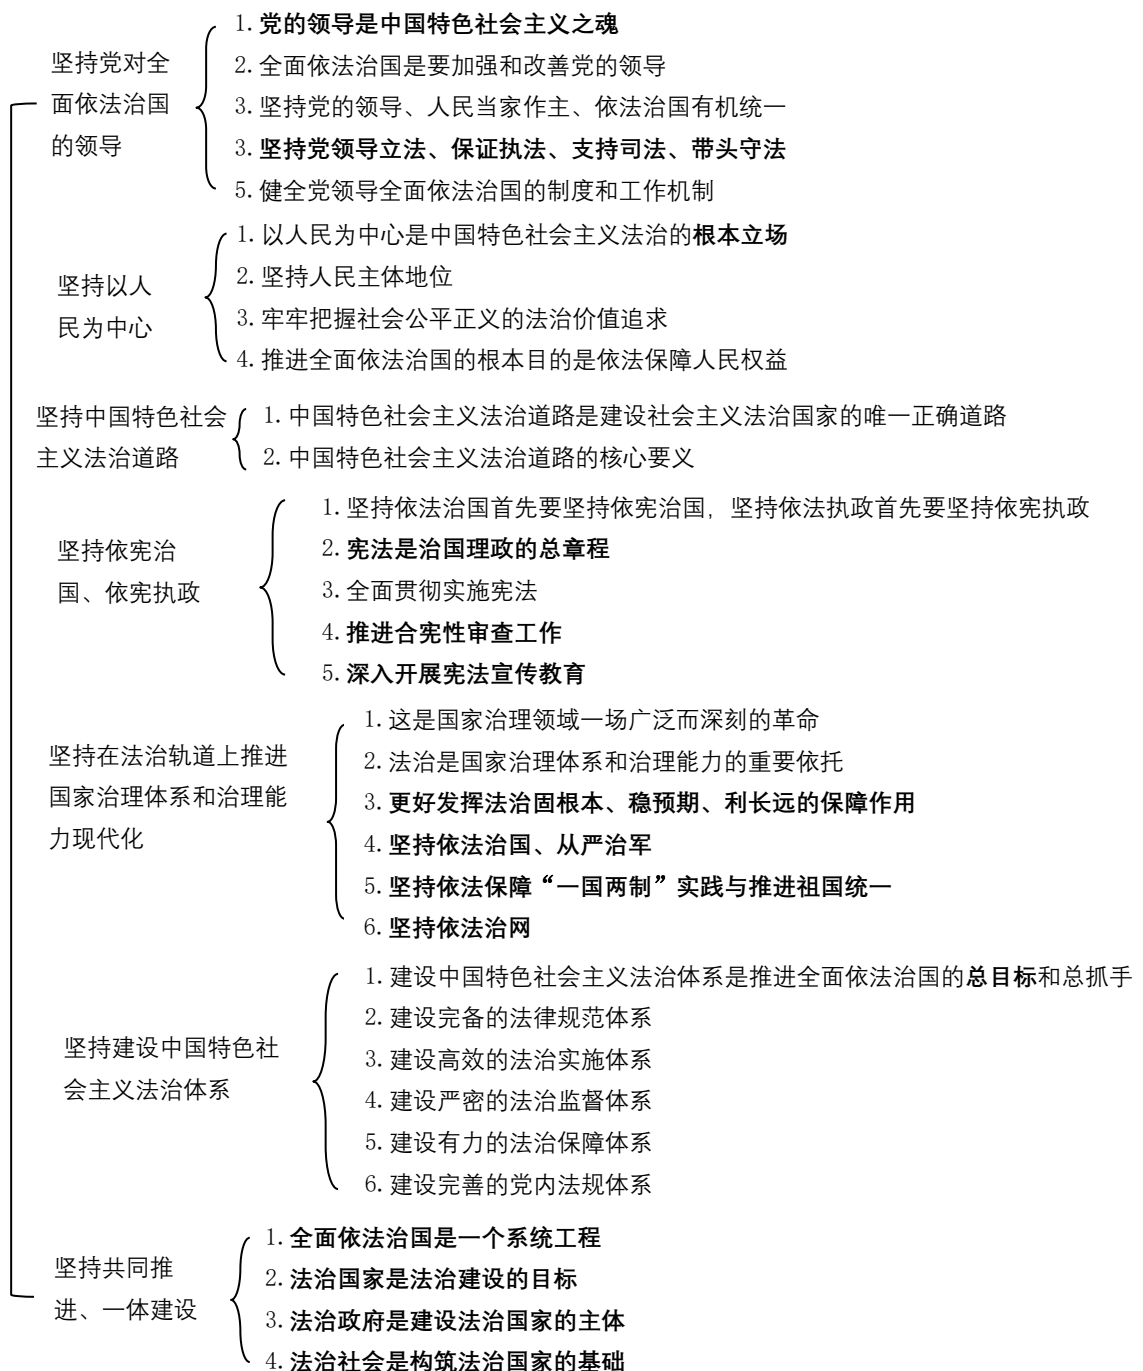 坚持党对全
面依法治国
的领导
1. 党的领导是中国特色社会主义之魂
2. 全面依法治国是要加强和改善党的领导
3. 坚持党的领导、人民当家作主、依法治国有机统一
3. 坚持党领导立法、保证执法、支持司法、带头守法
5. 健全党领导全面依法治国的制度和工作机制
坚持以人
民为中心
1. 以人民为中心是中国特色社会主义法治的根本立场
2. 坚持人民主体地位
3. 牢牢把握社会公平正义的法治价值追求
4. 推进全面依法治国的根本目的是依法保障人民权益
坚持中国特色社会
主义法治道路
1. 中国特色社会主义法治道路是建设社会主义法治国家的唯一正确道路
2. 中国特色社会主义法治道路的核心要义
坚持依宪治
国、依宪执政
1. 坚持依法治国首先要坚持依宪治国，坚持依法执政首先要坚持依宪执政
2. 宪法是治国理政的总章程
3. 全面贯彻实施宪法
4. 推进合宪性审查工作
5. 深入开展宪法宣传教育
坚持在法治轨道上推进
国家治理体系和治理能
力现代化
1. 这是国家治理领域一场广泛而深刻的革命
2. 法治是国家治理体系和治理能力的重要依托
3. 更好发挥法治固根本、稳预期、利长远的保障作用
4. 坚持依法治国、从严治军
5. 坚持依法保障“一国两制”实践与推进祖国统一
6. 坚持依法治网
坚持建设中国特色社
会主义法治体系
1. 建设中国特色社会主义法治体系是推进全面依法治国的总目标和总抓手
2. 建设完备的法律规范体系
3. 建设高效的法治实施体系
4. 建设严密的法治监督体系
5. 建设有力的法治保障体系
6. 建设完善的党内法规体系
坚持共同推
进、一体建设
1. 全面依法治国是一个系统工程
2. 法治国家是法治建设的目标
3. 法治政府是建设法治国家的主体
4. 法治社会是构筑法治国家的基础